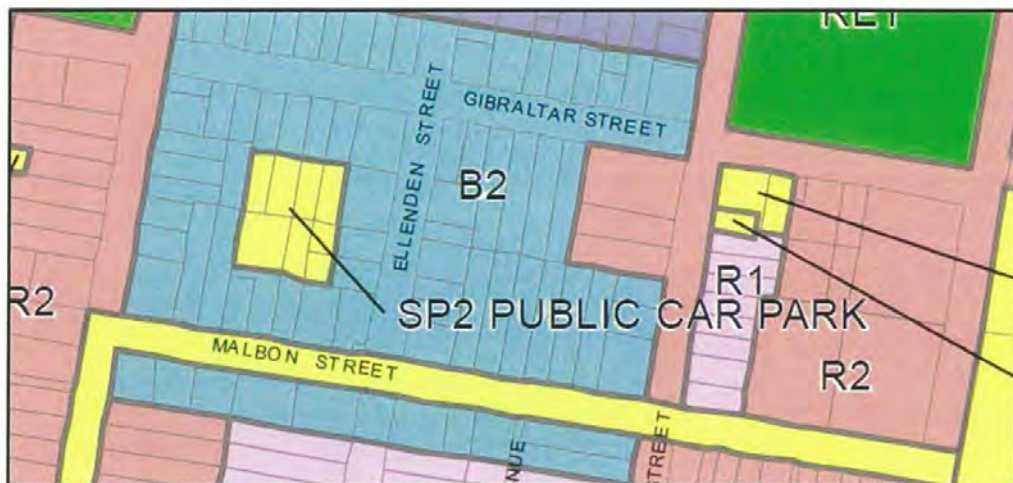 RE1
GIBRALTAR STREET
ELLENDEN STREET
B2
R1
R2
SP2 PUBLIC CAR PARK
R2
MALBON STREET
NUE
STREET